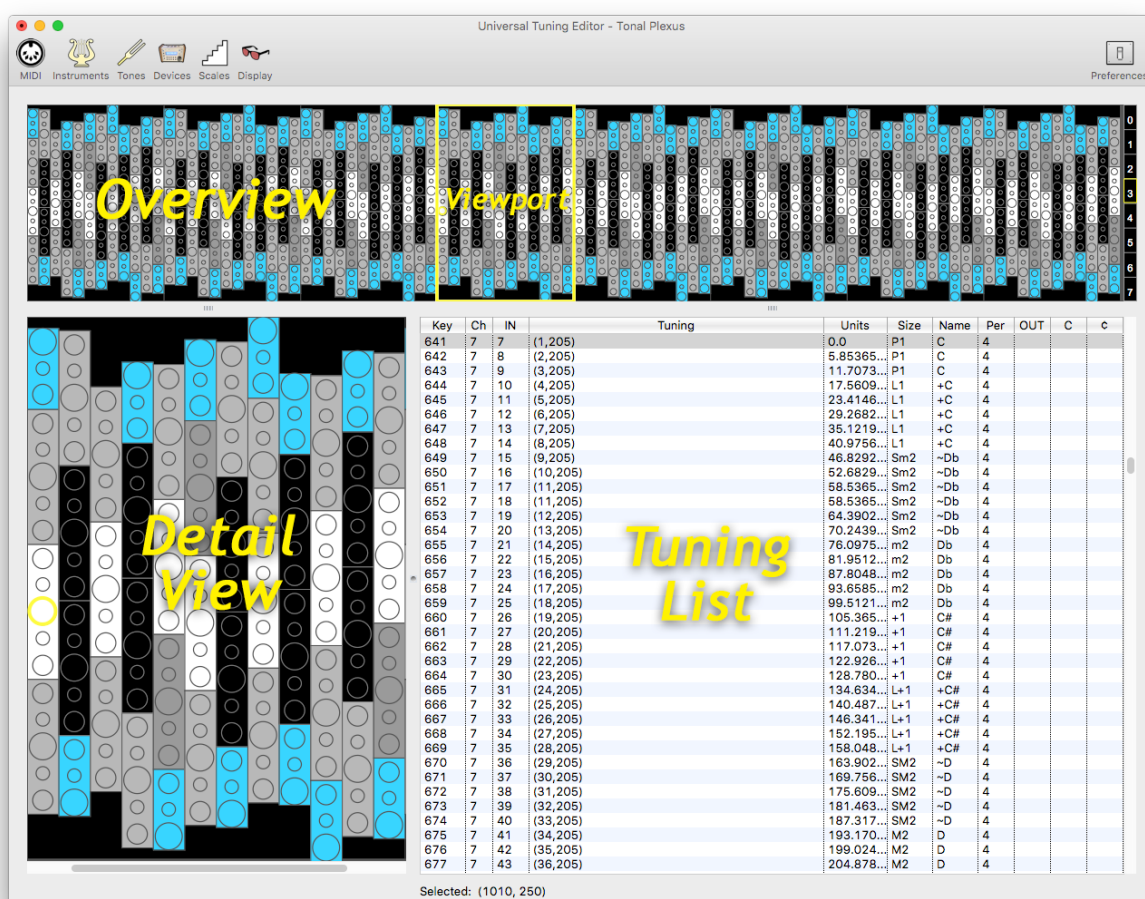 Universal Tuning Editor - Tonal Plexus
MIDI Instruments Tones Devices Scales Display Preferences
0
1
2
3
4
5
6
7
Overview
Viewport
Detail
View
Tuning
List
Key Ch IN Tuning Units Size Name Per OUT C ¢
641 7 7 (1,205) 0.0 P1 C 4
642 7 8 (2,205) 5.85365... P1 C 4
643 7 9 (3,205) 11.7073... P1 C 4
644 7 10 (4,205) 17.5609... L1 +C 4
645 7 11 (5,205) 23.4146... L1 +C 4
646 7 12 (6,205) 29.2682... L1 +C 4
647 7 13 (7,205) 35.1219... L1 +C 4
648 7 14 (8,205) 40.9756... L1 +C 4
649 7 15 (9,205) 46.8292... Sm2 ~Db 4
650 7 16 (10,205) 52.6829... Sm2 ~Db 4
651 7 17 (11,205) 58.5365... Sm2 ~Db 4
652 7 18 (11,205) 58.5365... Sm2 ~Db 4
653 7 19 (12,205) 64.3902... Sm2 ~Db 4
654 7 20 (13,205) 70.2439... Sm2 ~Db 4
655 7 21 (14,205) 76.0975... m2 Db 4
656 7 22 (15,205) 81.9512... m2 Db 4
657 7 23 (16,205) 87.8048... m2 Db 4
658 7 24 (17,205) 93.6585... m2 Db 4
659 7 25 (18,205) 99.5121... m2 Db 4
660 7 26 (19,205) 105.365... +1 C# 4
661 7 27 (20,205) 111.219... +1 C# 4
662 7 28 (21,205) 117.073... +1 C# 4
663 7 29 (22,205) 122.926... +1 C# 4
664 7 30 (23,205) 128.780... +1 C# 4
665 7 31 (24,205) 134.634... L+1 +C# 4
666 7 32 (25,205) 140.487... L+1 +C# 4
667 7 33 (26,205) 146.341... L+1 +C# 4
668 7 34 (27,205) 152.195... L+1 +C# 4
669 7 35 (28,205) 158.048... L+1 +C# 4
670 7 36 (29,205) 163.902... SM2 ~D 4
671 7 37 (30,205) 169.756... SM2 ~D 4
672 7 38 (31,205) 175.609... SM2 ~D 4
673 7 39 (32,205) 181.463... SM2 ~D 4
674 7 40 (33,205) 187.317... SM2 ~D 4
675 7 41 (34,205) 193.170... M2 D 4
676 7 42 (35,205) 199.024... M2 D 4
677 7 43 (36,205) 204.878... M2 D 4
Selected: (1010, 250)